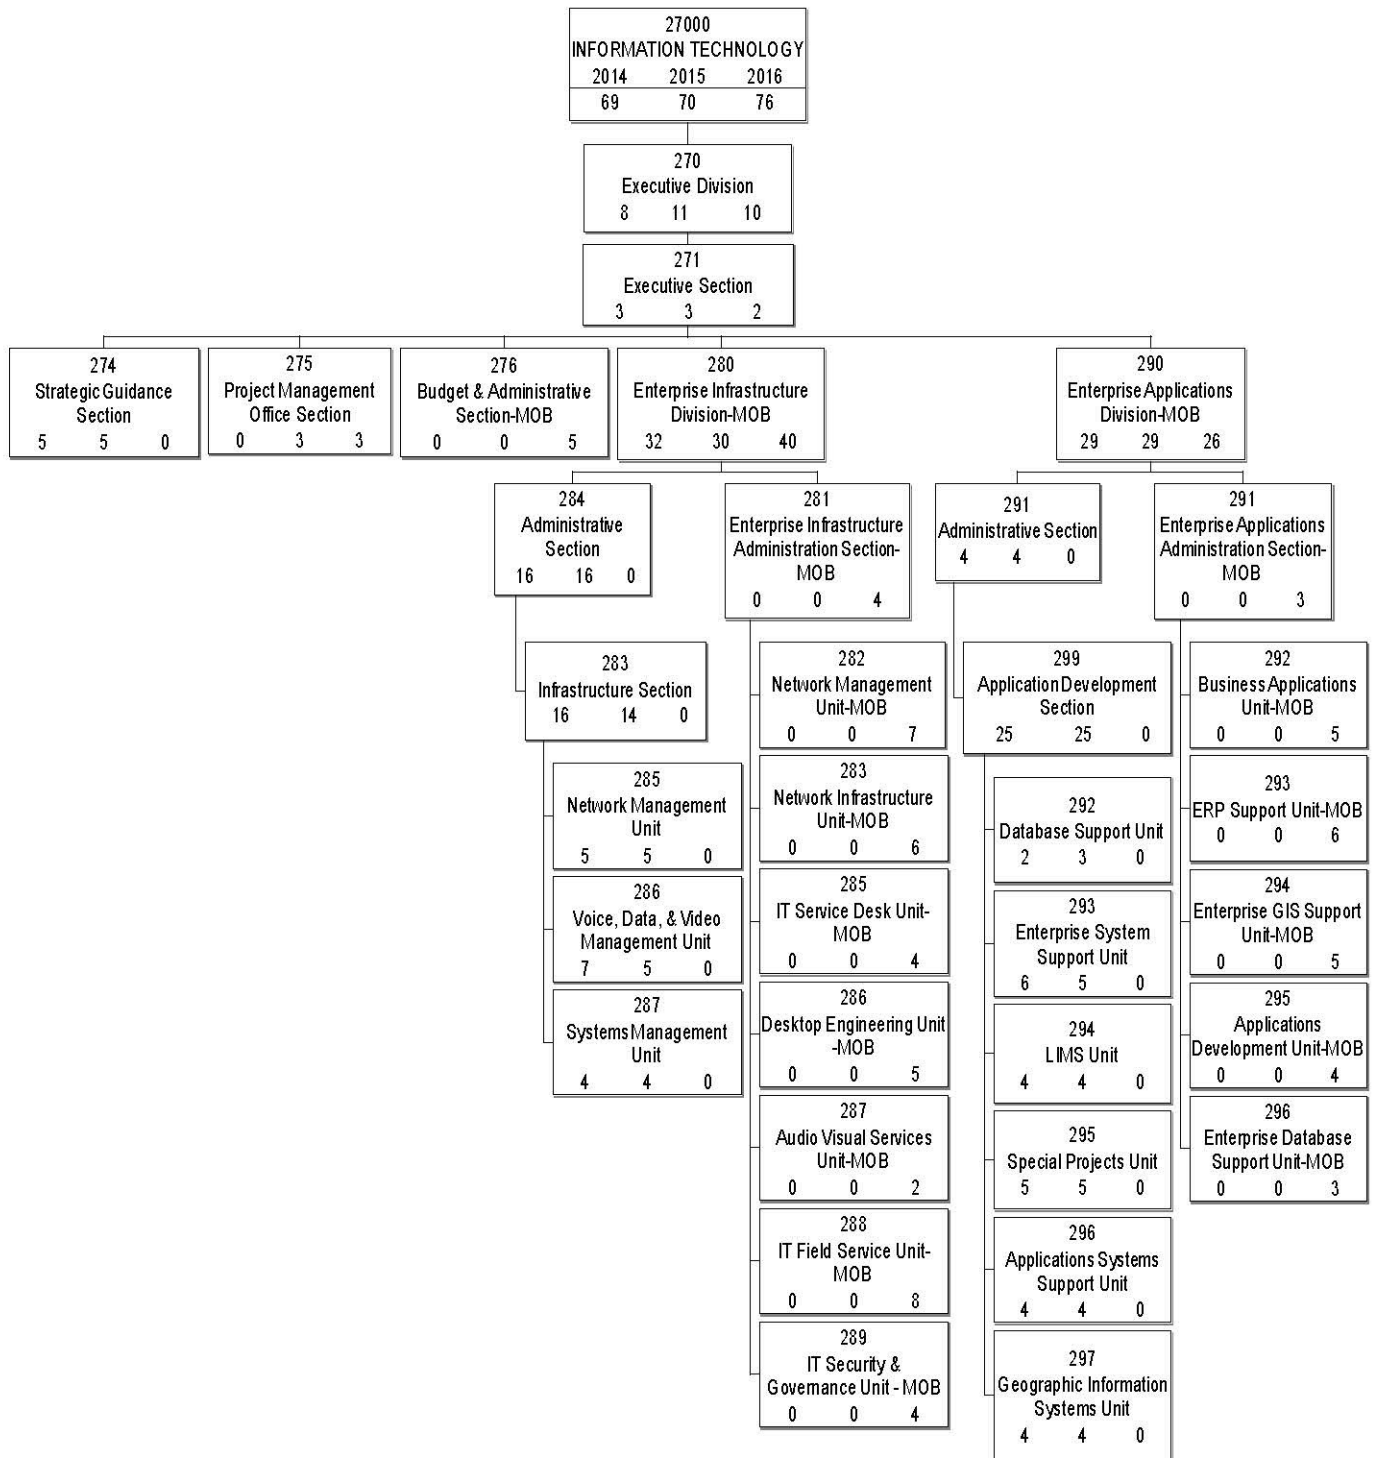 27000
INFORMATION TECHNOLOGY
2014 2015 2016
69 70 76
270
Executive Division
8 11 10
271
Executive Section
3 3 2
274
Strategic Guidance
Section
5 5 0
275
Project Management
Office Section
0 3 3
276
Budget & Administrative
Section-MOB
0 0 5
280
Enterprise Infrastructure
Division-MOB
32 30 40
290
Enterprise Applications
Division-MOB
29 29 26
284
Administrative
Section
16 16 0
281
Enterprise Infrastructure
Administration Section-
MOB
0 0 4
291
Administrative Section
4 4 0
291
Enterprise Applications
Administration Section-
MOB
0 0 3
283
Infrastructure Section
16 14 0
285
Network Management
Unit
5 5 0
286
Voice, Data, & Video
Management Unit
7 5 0
287
Systems Management
Unit
4 4 0
282
Network Management
Unit-MOB
0 0 7
283
Network Infrastructure
Unit-MOB
0 0 6
285
IT Service Desk Unit-
MOB
0 0 4
286
Desktop Engineering Unit
-MOB
0 0 5
287
Audio Visual Services
Unit-MOB
0 0 2
288
IT Field Service Unit-
MOB
0 0 8
289
IT Security &
Governance Unit - MOB
0 0 4
299
Application Development
Section
25 25 0
292
Database Support Unit
2 3 0
293
Enterprise System
Support Unit
6 5 0
294
LIMS Unit
4 4 0
295
Special Projects Unit
5 5 0
296
Applications Systems
Support Unit
4 4 0
297
Geographic Information
Systems Unit
4 4 0
292
Business Applications
Unit-MOB
0 0 5
293
ERP Support Unit-MOB
0 0 6
294
Enterprise GIS Support
Unit-MOB
0 0 5
295
Applications
Development Unit-MOB
0 0 4
296
Enterprise Database
Support Unit-MOB
0 0 3